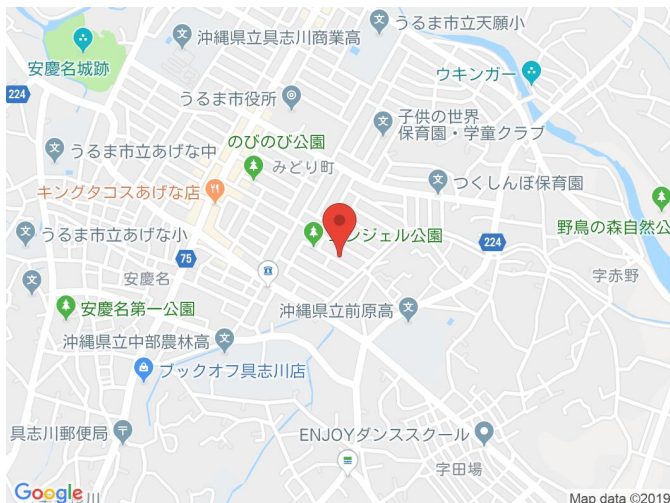 うるま市立天願小
沖縄県立具志川商業高
安慶名城跡
ウキンガー
224
うるま市役所
子供の世界
保育園・学童クラブ
のびのび公園
うるま市立あげな中
みどり町
つくしんぼ保育園
キングタコスあげな店
野鳥の森自然公
うるま市立あげな小
ンジェル公園
224
75
安慶名
字赤野
安慶名第一公園
沖縄県立前原高
沖縄県立中部農林高
ブックオフ具志川店
具志川郵便局
ENJOYダンススクール
字田場
Google
Map data ©2019